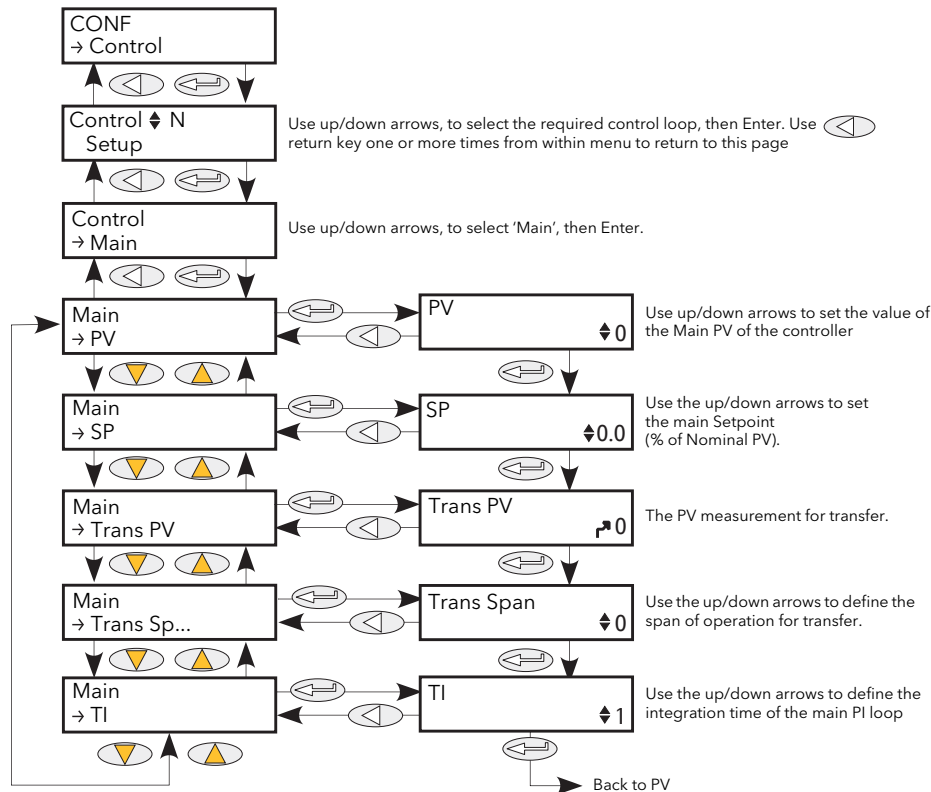 CONF
→ Control
Control ♦ N
Setup
Use up/down arrows, to select the required control loop, then Enter. Use
return key one or more times from within menu to return to this page
Control
→ Main
Use up/down arrows, to select 'Main', then Enter.
Main
→ PV
PV
♦0
Use up/down arrows to set the value of
the Main PV of the controller
Main
→ SP
SP
♦0.0
Use the up/down arrows to set
the main Setpoint
(% of Nominal PV).
Main
→ Trans PV
Trans PV
0
The PV measurement for transfer.
Main
→ Trans Sp...
Trans Span
♦0
Use the up/down arrows to define the
span of operation for transfer.
Main
→ TI
TI
♦1
Use the up/down arrows to define the
integration time of the main PI loop
Back to PV